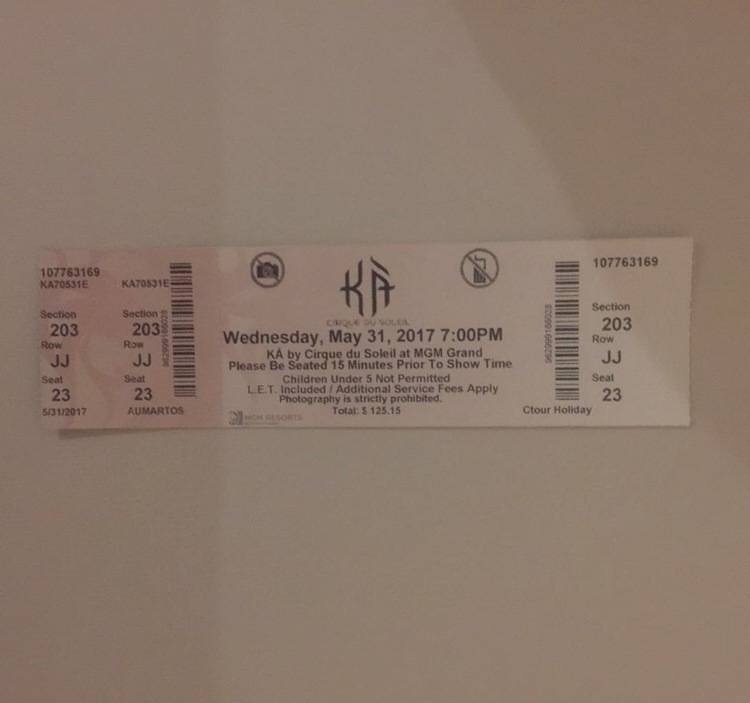 107763169
KA70531E
Section
203
Row
JJ
Seat
23
5/31/2017
KA70531E
Section
203
Row
JJ
Seat
23
AUMARTOS
KÀ
CIRQUE DU SOLEIL
Wednesday, May 31, 2017 7:00PM
KÀ by Cirque du Soleil at MGM Grand
Please Be Seated 15 Minutes Prior To Show Time
Children Under 5 Not Permitted
L.E.T. Included / Additional Service Fees Apply
Photography is strictly prohibited.
Total: $ 125.15
MGM RESORTS
107763169
Section
203
Row
JJ
Seat
23
Ctour Holiday